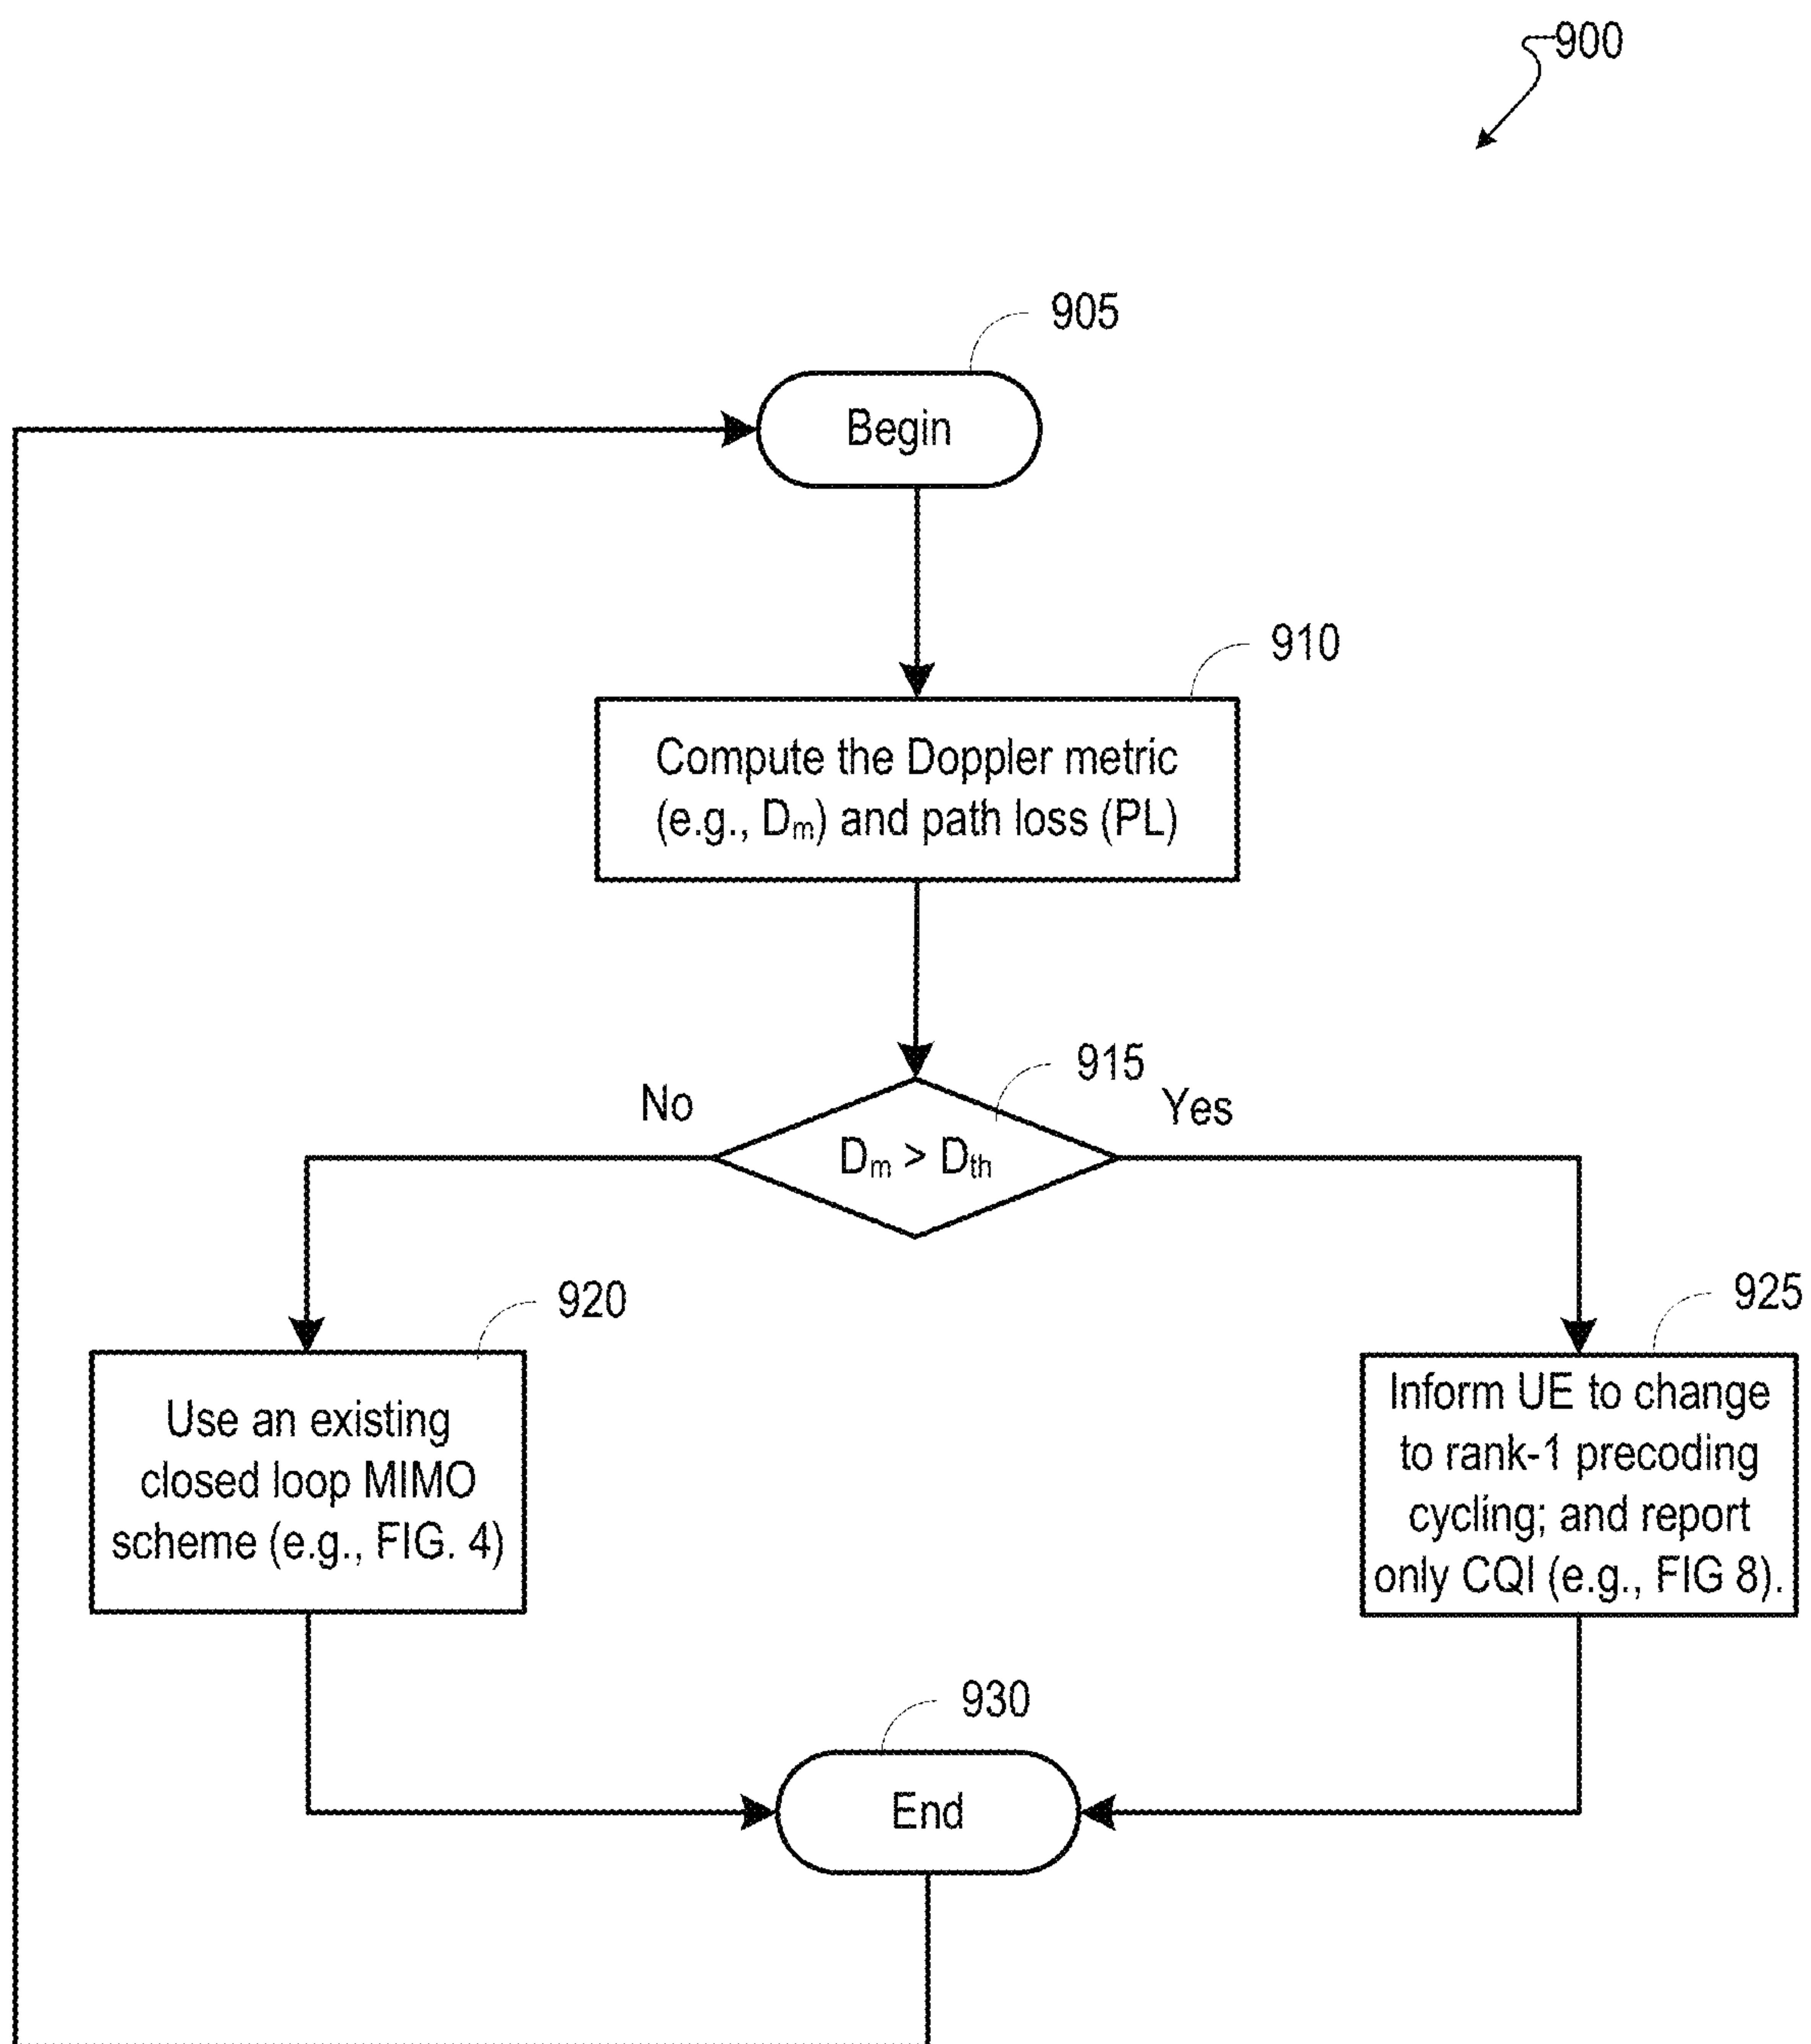 900
905
Begin
910
Compute the Doppler metric
(e.g., Dm) and path loss (PL)
915
No
Yes
Dm > Dth
920
925
Use an existing
closed loop MIMO
scheme (e.g., FIG. 4)
Inform UE to change
to rank-1 precoding
cycling; and report
only CQI (e.g., FIG 8).
930
End